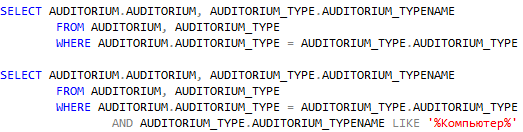 SELECT AUDITORIUM.AUDITORIUM, AUDITORIUM_TYPE.AUDITORIUM_TYPENAME
FROM AUDITORIUM, AUDITORIUM_TYPE
WHERE AUDITORIUM.AUDITORIUM_TYPE = AUDITORIUM_TYPE.AUDITORIUM_TYPE
SELECT AUDITORIUM.AUDITORIUM, AUDITORIUM_TYPE.AUDITORIUM_TYPENAME
FROM AUDITORIUM, AUDITORIUM_TYPE
WHERE AUDITORIUM.AUDITORIUM_TYPE = AUDITORIUM_TYPE.AUDITORIUM_TYPE
AND AUDITORIUM_TYPE.AUDITORIUM_TYPENAME LIKE '%Компьютер%'